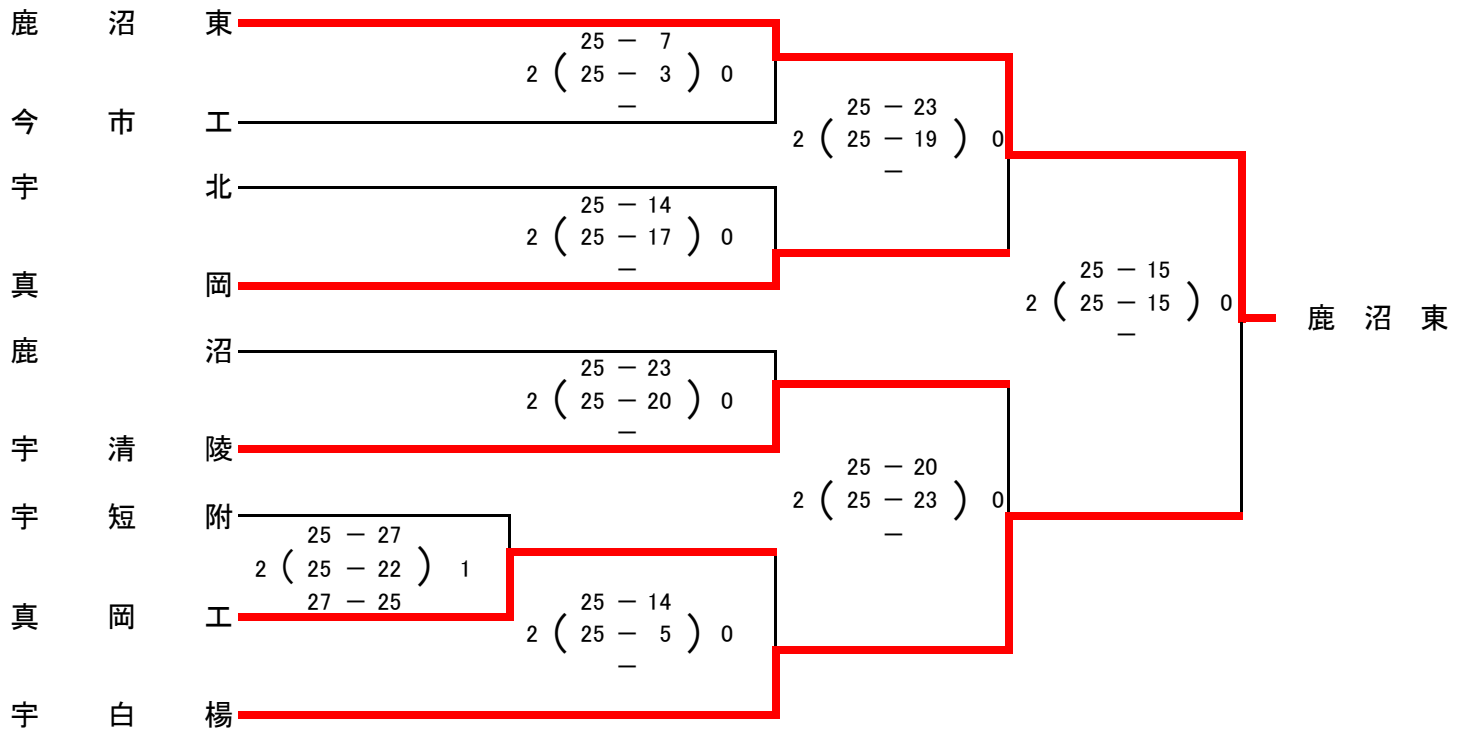 鹿沼東
25 － 7
2 ( 25 － 3 ) 0
－
今市工
25 － 23
2 ( 25 － 19 ) 0
－
宇北
25 － 14
2 ( 25 － 17 ) 0
－
真岡
25 － 15
2 ( 25 － 15 ) 0
－
鹿沼東
鹿沼
25 － 23
2 ( 25 － 20 ) 0
－
宇清陵
25 － 20
2 ( 25 － 23 ) 0
－
宇短附
25 － 27
2 ( 25 － 22 ) 1
27 － 25
真岡工
25 － 14
2 ( 25 － 5 ) 0
－
宇白楊